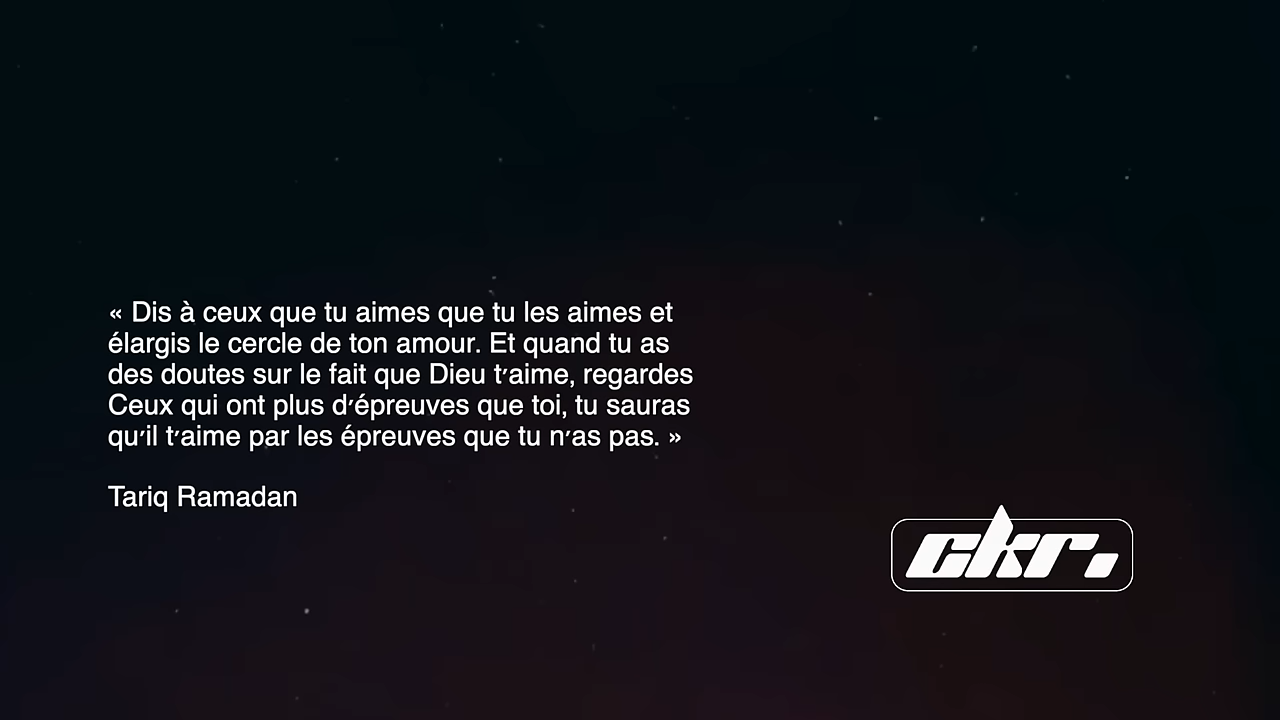 « Dis à ceux que tu aimes que tu les aimes et
élargis le cercle de ton amour. Et quand tu as
des doutes sur le fait que Dieu t'aime, regardes
Ceux qui ont plus d'épreuves que toi, tu sauras
qu'il t'aime par les épreuves que tu n'as pas. »
Tariq Ramadan
ckr.